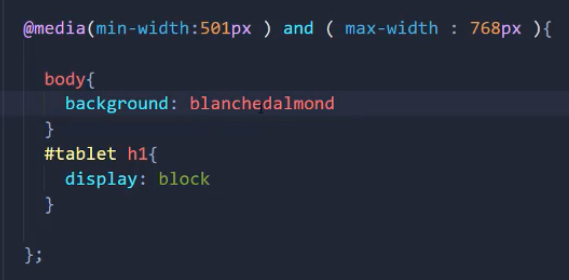 @media(min-width:501px ) and ( max-width : 768px ){
body{
background: blanchedalmond
}
#tablet h1{
display: block
}
};